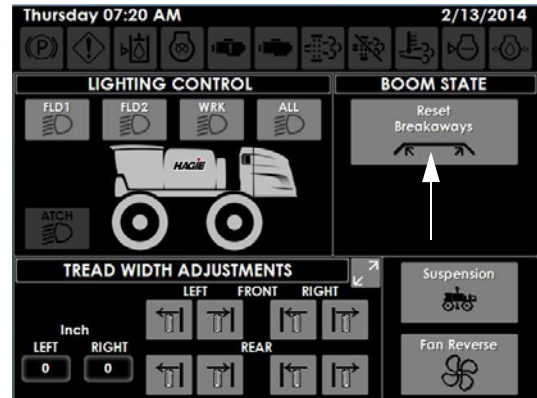 Thursday 07:20 AM 2/13/2014
(P)
LIGHTING CONTROL
BOOM STATE
FLD1 FLD2 WRK ALL
Reset
Breakaways
HAGIE
ATCH
TREAD WIDTH ADJUSTMENTS
LEFT FRONT RIGHT
Inch
LEFT RIGHT
REAR
0 0
Suspension
Fan Reverse